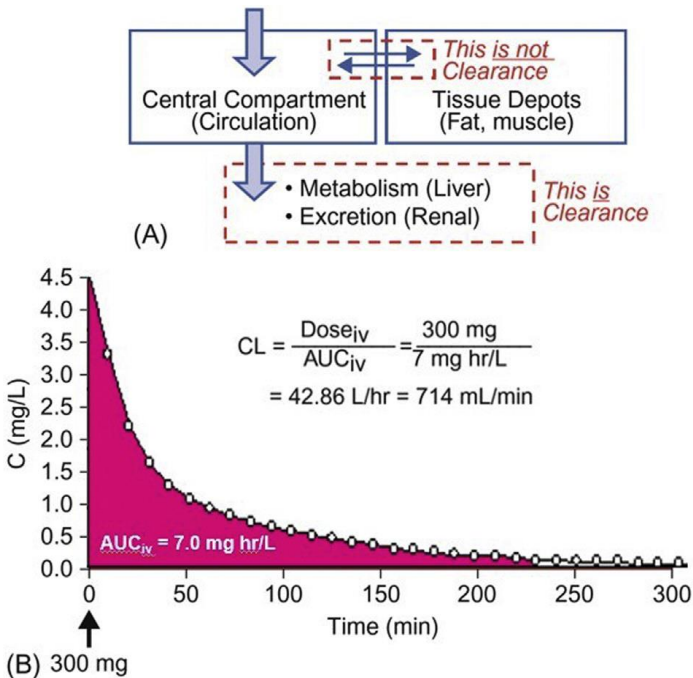 This is not
Clearance
Central Compartment
(Circulation)
Tissue Depots
(Fat, muscle)
• Metabolism (Liver)
• Excretion (Renal)
This is
Clearance
(A)
4.5
4.0
3.5
3.0
2.5
2.0
1.5
1.0
0.5
0.0
C (mg/L)
CL = Doseiv / AUCiv = 300 mg / 7 mg hr/L
= 42.86 L/hr = 714 mL/min
AUCiv = 7.0 mg hr/L
0 50 100 150 200 250 300
Time (min)
(B) 300 mg